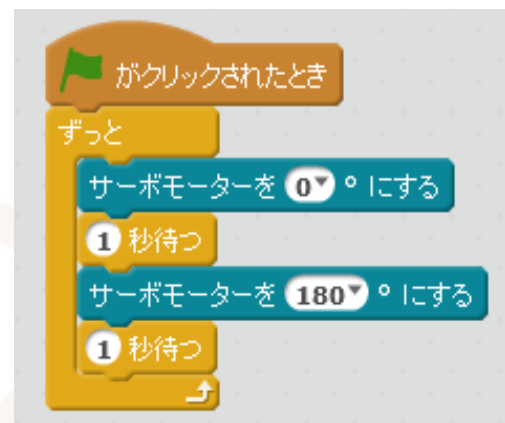 がクリックされたとき
ずっと
サーボモーターを 0 ° にする
1 秒待つ
サーボモーターを 180 ° にする
1 秒待つ